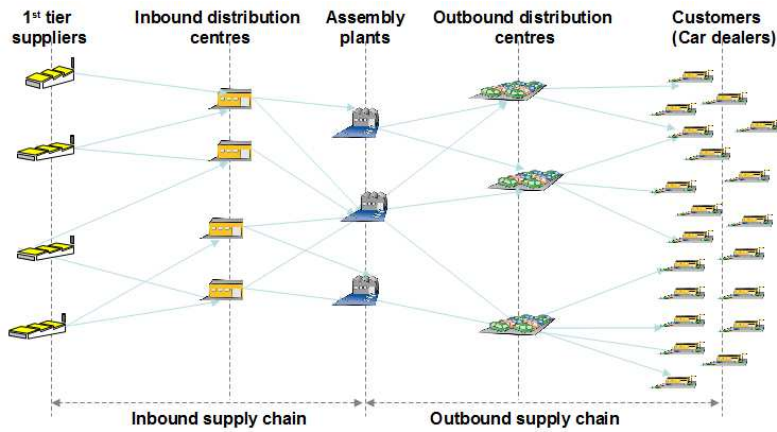 1st tier
suppliers
Inbound distribution
centres
Assembly
plants
Outbound distribution
centres
Customers
(Car dealers)
Inbound supply chain
Outbound supply chain